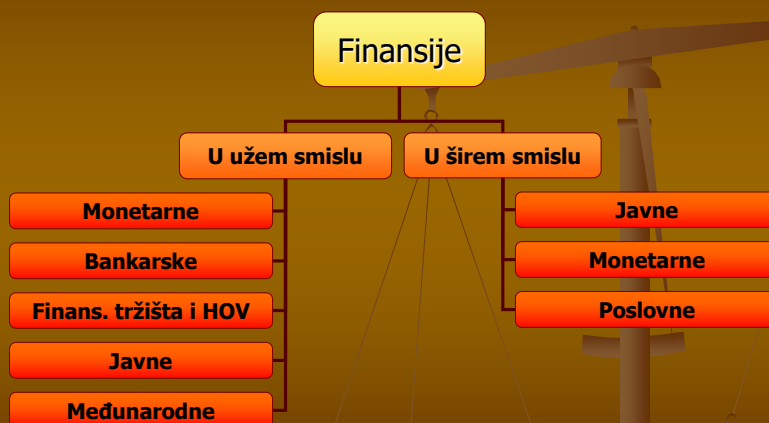 Finansije
U užem smislu
U širem smislu
Monetarne
Bankarske
Finans. tržišta i HOV
Javne
Međunarodne
Javne
Monetarne
Poslovne